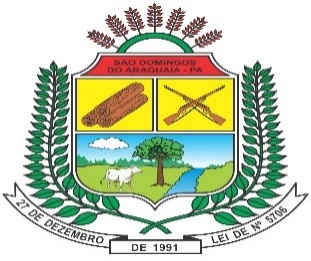 SÃO DOMINGOS
DO ARAGUAIA - PA
27 DE DEZEMBRO
DE 1991
LEI DE Nº 5706